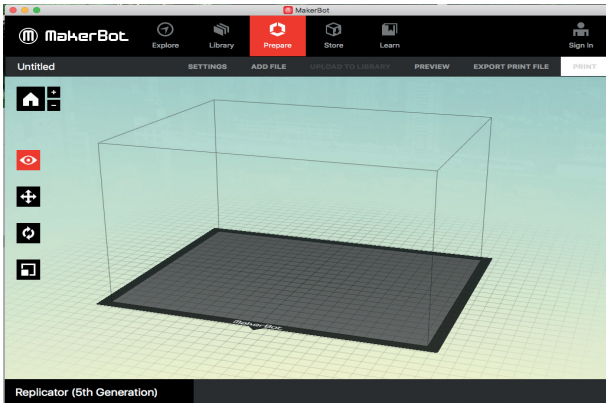 MakerBot
MakerBot
Explore
Library
Prepare
Store
Learn
Sign In
Untitled
SETTINGS
ADD FILE
UPLOAD TO LIBRARY
PREVIEW
EXPORT PRINT FILE
PRINT
+
−
MakerBot
Replicator (5th Generation)